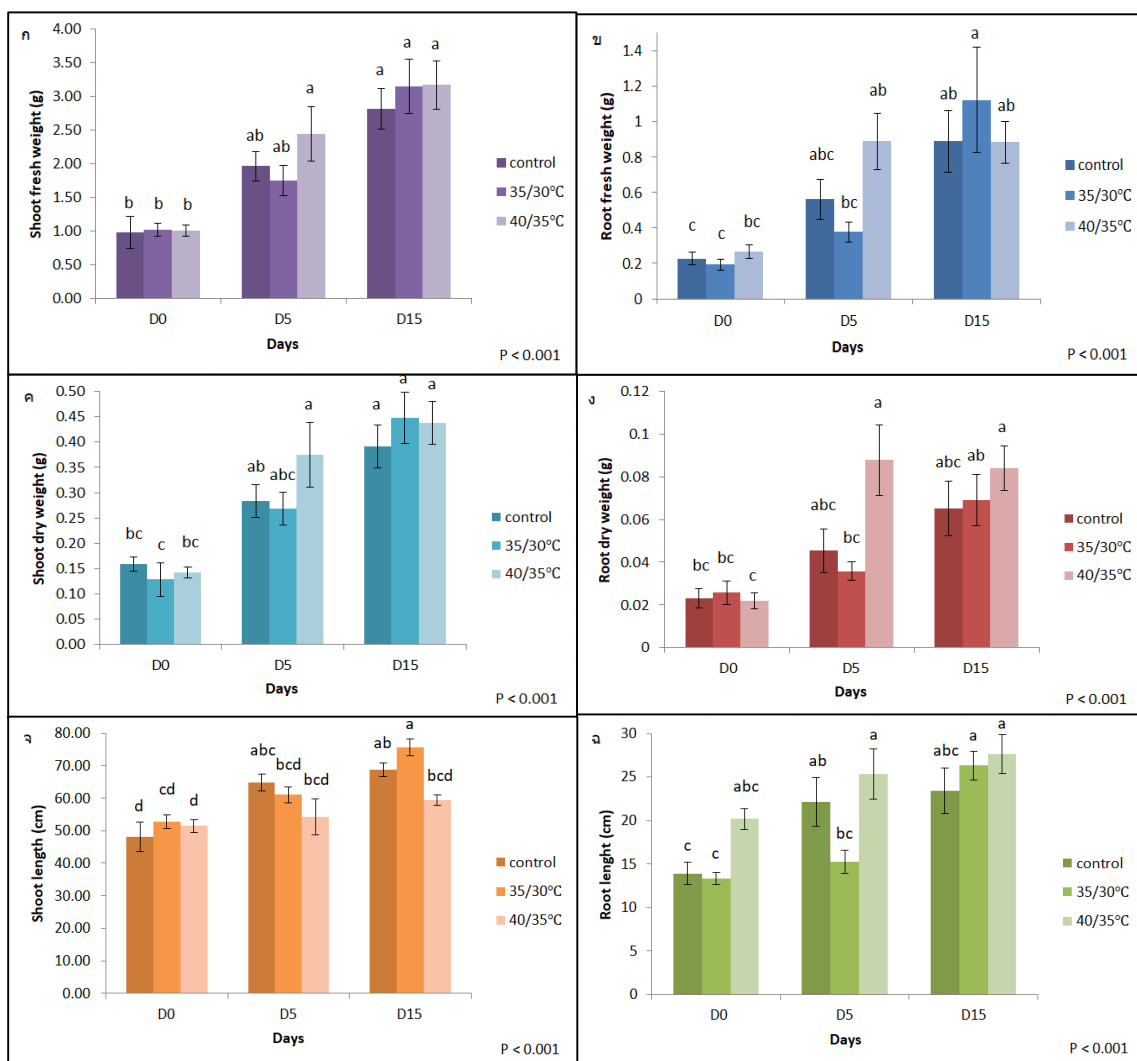 ก
Shoot fresh weight (g)
4.00
3.50
3.00
2.50
2.00
1.50
1.00
0.50
0.00
b b b
ab ab a
a a a
D0 D5 D15
Days
control
35/30°C
40/35°C
P < 0.001
ข
Root fresh weight (g)
1.4
1.2
1
0.8
0.6
0.4
0.2
0
c c bc
abc bc ab
ab a ab
D0 D5 D15
Days
control
35/30°C
40/35°C
P < 0.001
ค
Shoot dry weight (g)
0.50
0.45
0.40
0.35
0.30
0.25
0.20
0.15
0.10
0.05
0.00
bc c bc
ab abc a
a a a
D0 D5 D15
Days
control
35/30°C
40/35°C
P < 0.001
ง
Root dry weight (g)
0.12
0.1
0.08
0.06
0.04
0.02
0
bc bc c
abc bc a
abc ab a
D0 D5 D15
Days
control
35/30°C
40/35°C
P < 0.001
จ
Shoot length (cm)
80.00
70.00
60.00
50.00
40.00
30.00
20.00
10.00
0.00
d cd d
abc bcd bcd
ab a bcd
D0 D5 D15
Days
control
35/30°C
40/35°C
P < 0.001
ฉ
Root lenght (cm)
30
25
20
15
10
5
0
c c abc
ab bc a
abc a a
D0 D5 D15
Days
control
35/30°C
40/35°C
P < 0.001